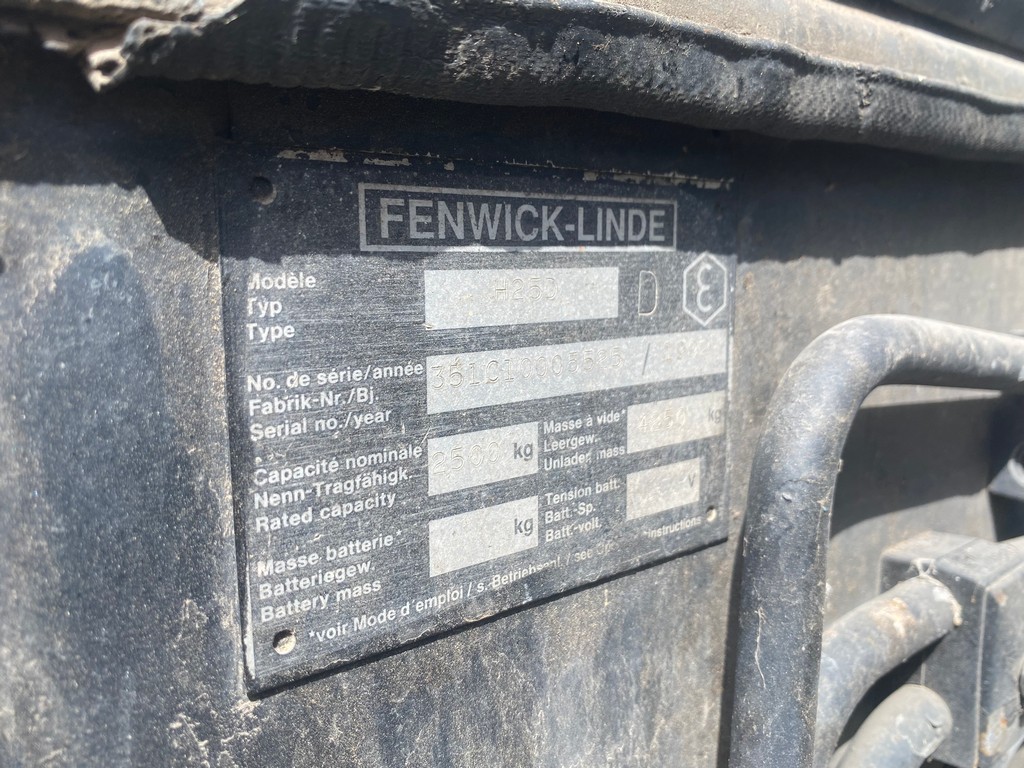 FENWICK-LINDE
Modèle
Typ
Type
H25D
D
No. de série/année
Fabrik-Nr./Bj.
Serial no./year
/
Capacité nominale
Nenn-Tragfähigk.
Rated capacity
2500 kg
Masse à vide*
Leergew.
Unladen mass
kg
Masse batterie*
Batteriegew.
Battery mass
kg
Tension batt.
Batt.-Sp.
Batt.-volt.
V
*voir Mode d'emploi / s. Betriebsanl. / see Op. *instructions